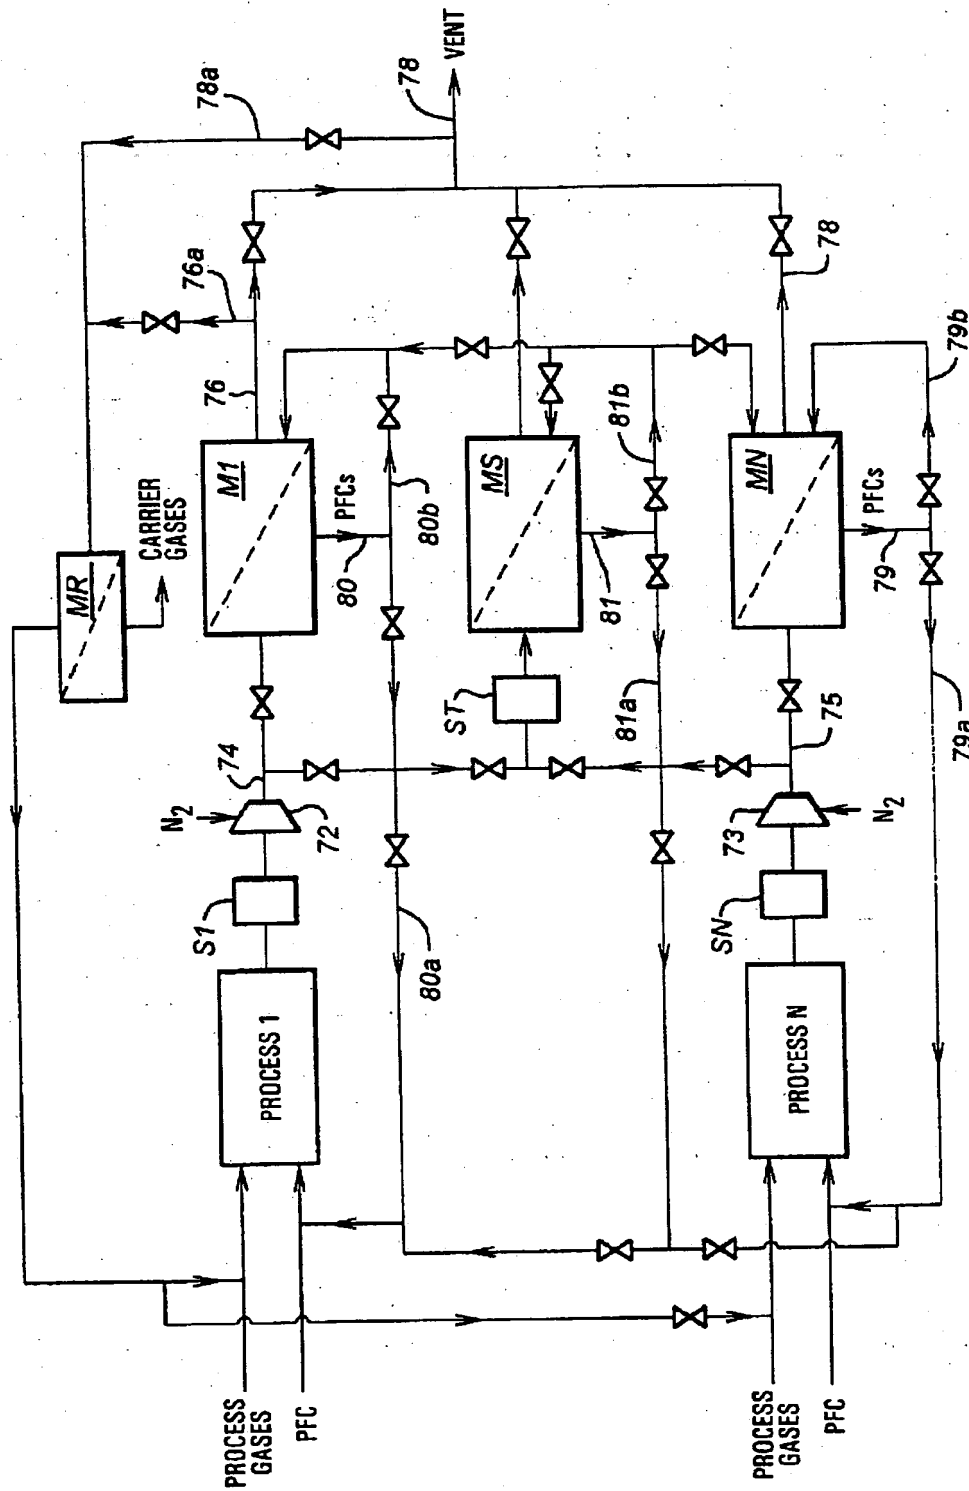 MR
CARRIER
GASES
78a
78
VENT
76a
76
M1
PFCs
80
80b
74
N2
72
S1
PROCESS 1
80a
PROCESS
GASES
PFC
MS
81
81b
ST
81a
78
79b
MN
PFCs
79
79a
75
73
N2
SN
PROCESS N
PROCESS
GASES
PFC